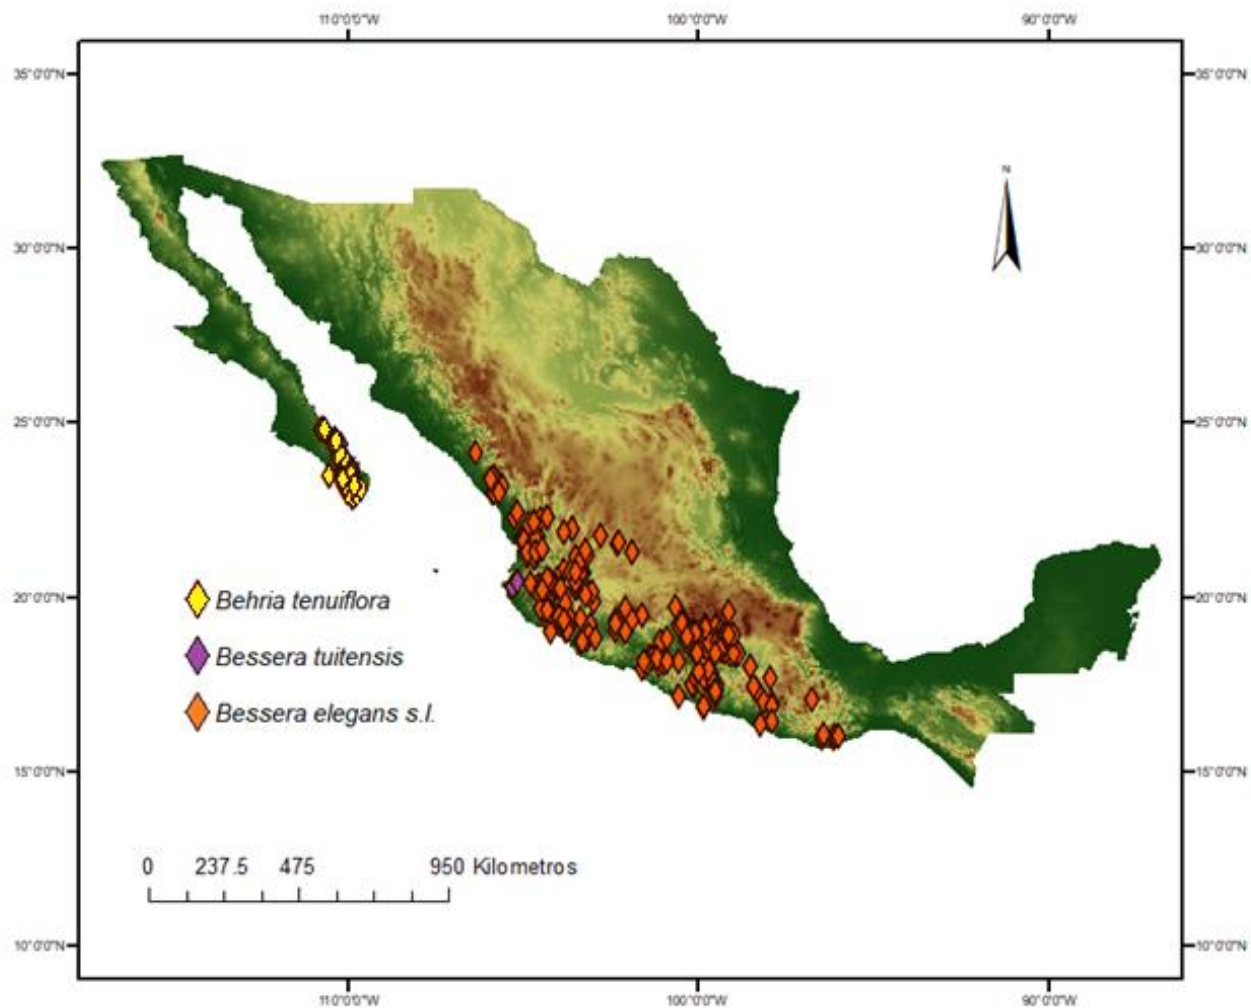 110°0'0"W 100°0'0"W 90°0'0"W
35°0'0"N 35°0'0"N
N
30°0'0"N 30°0'0"N
25°0'0"N 25°0'0"N
20°0'0"N 20°0'0"N
Behria tenuiflora
Bessera tuitensis
Bessera elegans s.l.
15°0'0"N 15°0'0"N
0 237.5 475 950 Kilometros
10°0'0"N 10°0'0"N
110°0'0"W 100°0'0"W 90°0'0"W